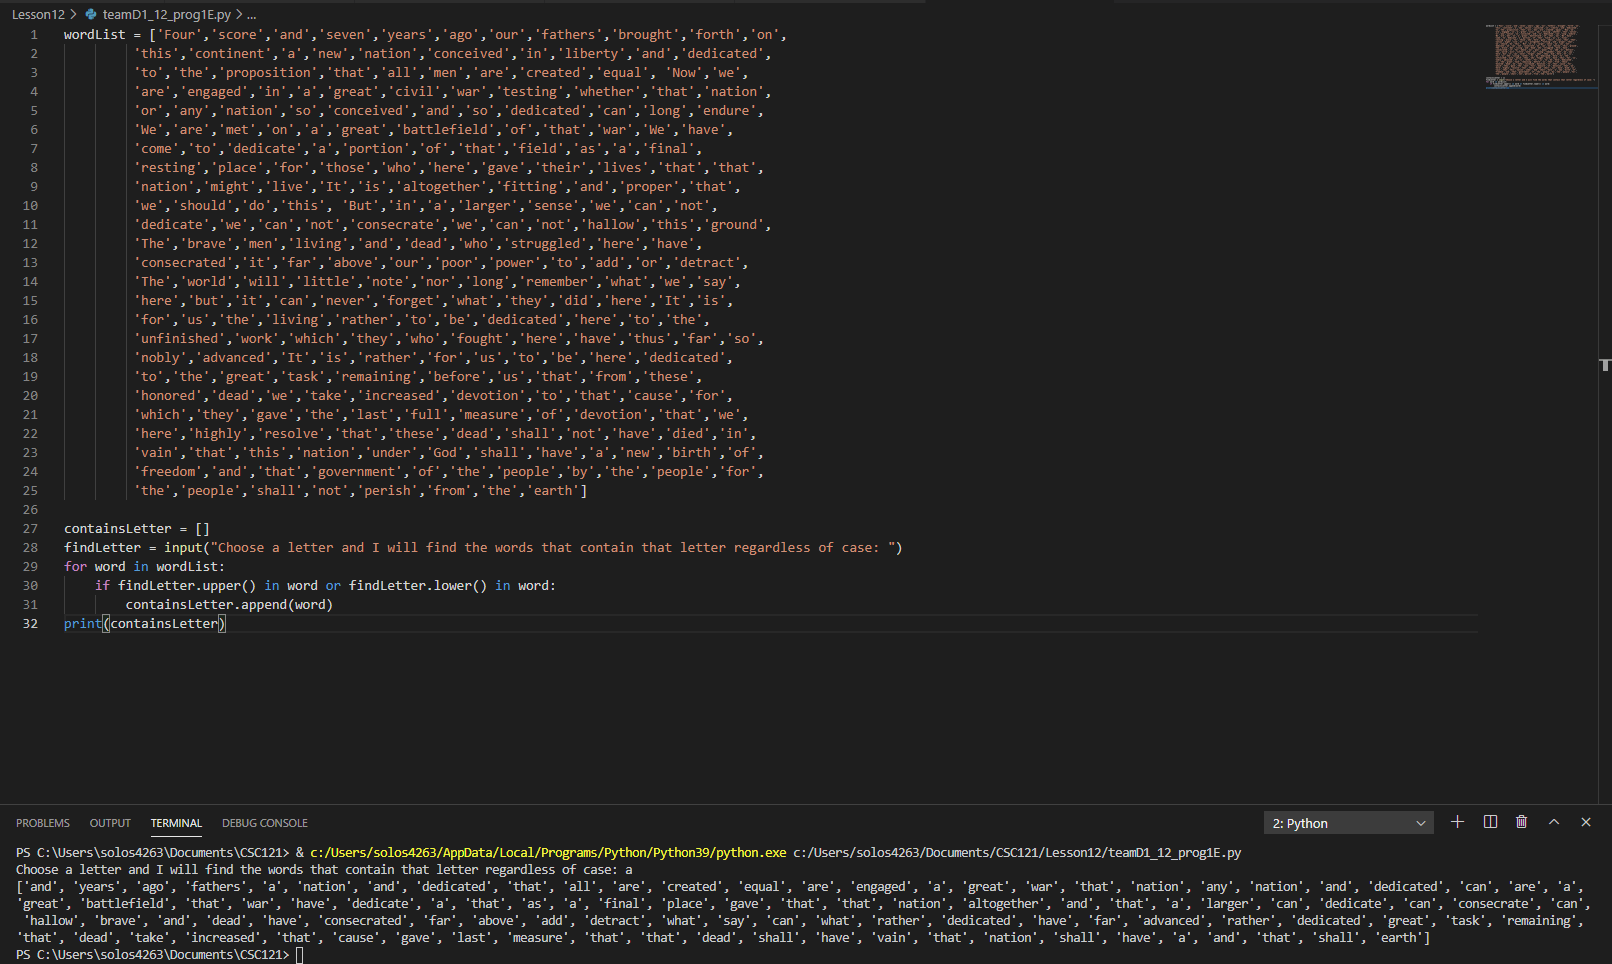 Lesson12 > teamD1_12_prog1E.py > ...
1 wordList = ['Four','score','and','seven','years','ago','our','fathers','brought','forth','on',
2 'this','continent','a','new','nation','conceived','in','liberty','and','dedicated',
3 'to','the','proposition','that','all','men','are','created','equal', 'Now','we',
4 'are','engaged','in','a','great','civil','war','testing','whether','that','nation',
5 'or','any','nation','so','conceived','and','so','dedicated','can','long','endure',
6 'We','are','met','on','a','great','battlefield','of','that','war','We','have',
7 'come','to','dedicate','a','portion','of','that','field','as','a','final',
8 'resting','place','for','those','who','here','gave','their','lives','that','that',
9 'nation','might','live','It','is','altogether','fitting','and','proper','that',
10 'we','should','do','this', 'But','in','a','larger','sense','we','can','not',
11 'dedicate','we','can','not','consecrate','we','can','not','hallow','this','ground',
12 'The','brave','men','living','and','dead','who','struggled','here','have',
13 'consecrated','it','far','above','our','poor','power','to','add','or','detract',
14 'The','world','will','little','note','nor','long','remember','what','we','say',
15 'here','but','it','can','never','forget','what','they','did','here','It','is',
16 'for','us','the','living','rather','to','be','dedicated','here','to','the',
17 'unfinished','work','which','they','who','fought','here','have','thus','far','so',
18 'nobly','advanced','It','is','rather','for','us','to','be','here','dedicated',
19 'to','the','great','task','remaining','before','us','that','from','these',
20 'honored','dead','we','take','increased','devotion','to','that','cause','for',
21 'which','they','gave','the','last','full','measure','of','devotion','that','we',
22 'here','highly','resolve','that','these','dead','shall','not','have','died','in',
23 'vain','that','this','nation','under','God','shall','have','a','new','birth','of',
24 'freedom','and','that','government','of','the','people','by','the','people','for',
25 'the','people','shall','not','perish','from','the','earth']
26
27 containsLetter = []
28 findLetter = input("Choose a letter and I will find the words that contain that letter regardless of case: ")
29 for word in wordList:
30 if findLetter.upper() in word or findLetter.lower() in word:
31 containsLetter.append(word)
32 print(containsLetter)
PROBLEMS OUTPUT TERMINAL DEBUG CONSOLE 2: Python
PS C:\Users\solos4263\Documents\CSC121> & c:/Users/solos4263/AppData/Local/Programs/Python/Python39/python.exe c:/Users/solos4263/Documents/CSC121/Lesson12/teamD1_12_prog1E.py
Choose a letter and I will find the words that contain that letter regardless of case: a
['and', 'years', 'ago', 'fathers', 'a', 'nation', 'and', 'dedicated', 'that', 'all', 'are', 'created', 'equal', 'are', 'engaged', 'a', 'great', 'war', 'that', 'nation', 'any', 'nation', 'and', 'dedicated', 'can', 'are', 'a',
'great', 'battlefield', 'that', 'war', 'have', 'dedicate', 'a', 'that', 'as', 'a', 'final', 'place', 'gave', 'that', 'that', 'nation', 'altogether', 'and', 'that', 'a', 'larger', 'can', 'dedicate', 'can', 'consecrate', 'can',
'hallow', 'brave', 'and', 'dead', 'have', 'consecrated', 'far', 'above', 'add', 'detract', 'what', 'say', 'can', 'what', 'rather', 'dedicated', 'have', 'far', 'advanced', 'rather', 'dedicated', 'great', 'task', 'remaining',
'that', 'dead', 'take', 'increased', 'that', 'cause', 'gave', 'last', 'measure', 'that', 'that', 'dead', 'shall', 'have', 'vain', 'that', 'nation', 'shall', 'have', 'a', 'and', 'that', 'shall', 'earth']
PS C:\Users\solos4263\Documents\CSC121>